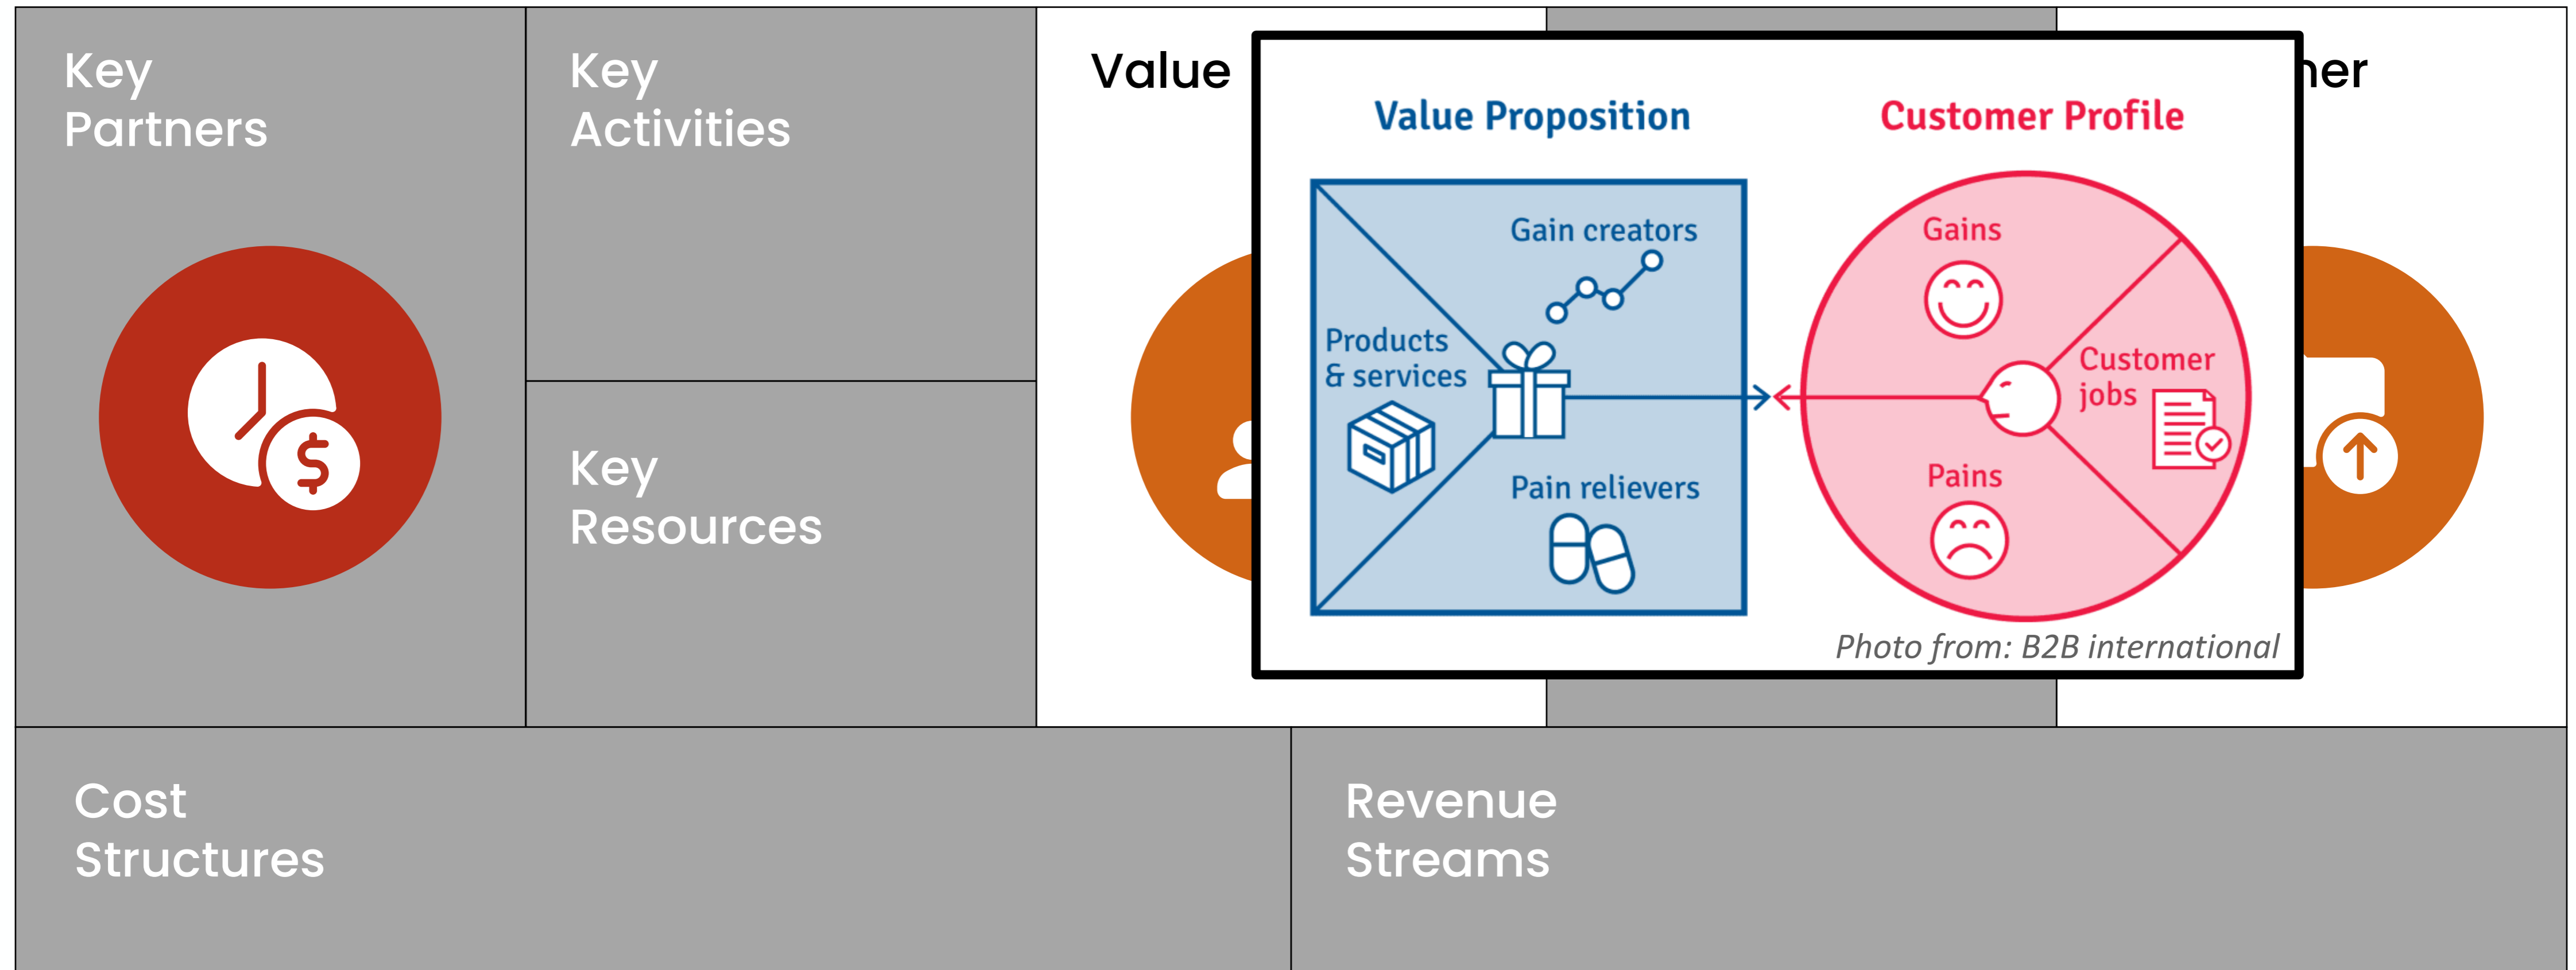 Key
Partners
Key
Activities
Key
Resources
Value
Value Proposition
Gain creators
Products
& services
Pain relievers
Customer Profile
Gains
Customer
jobs
Pains
Photo from: B2B international
Cost
Structures
Revenue
Streams